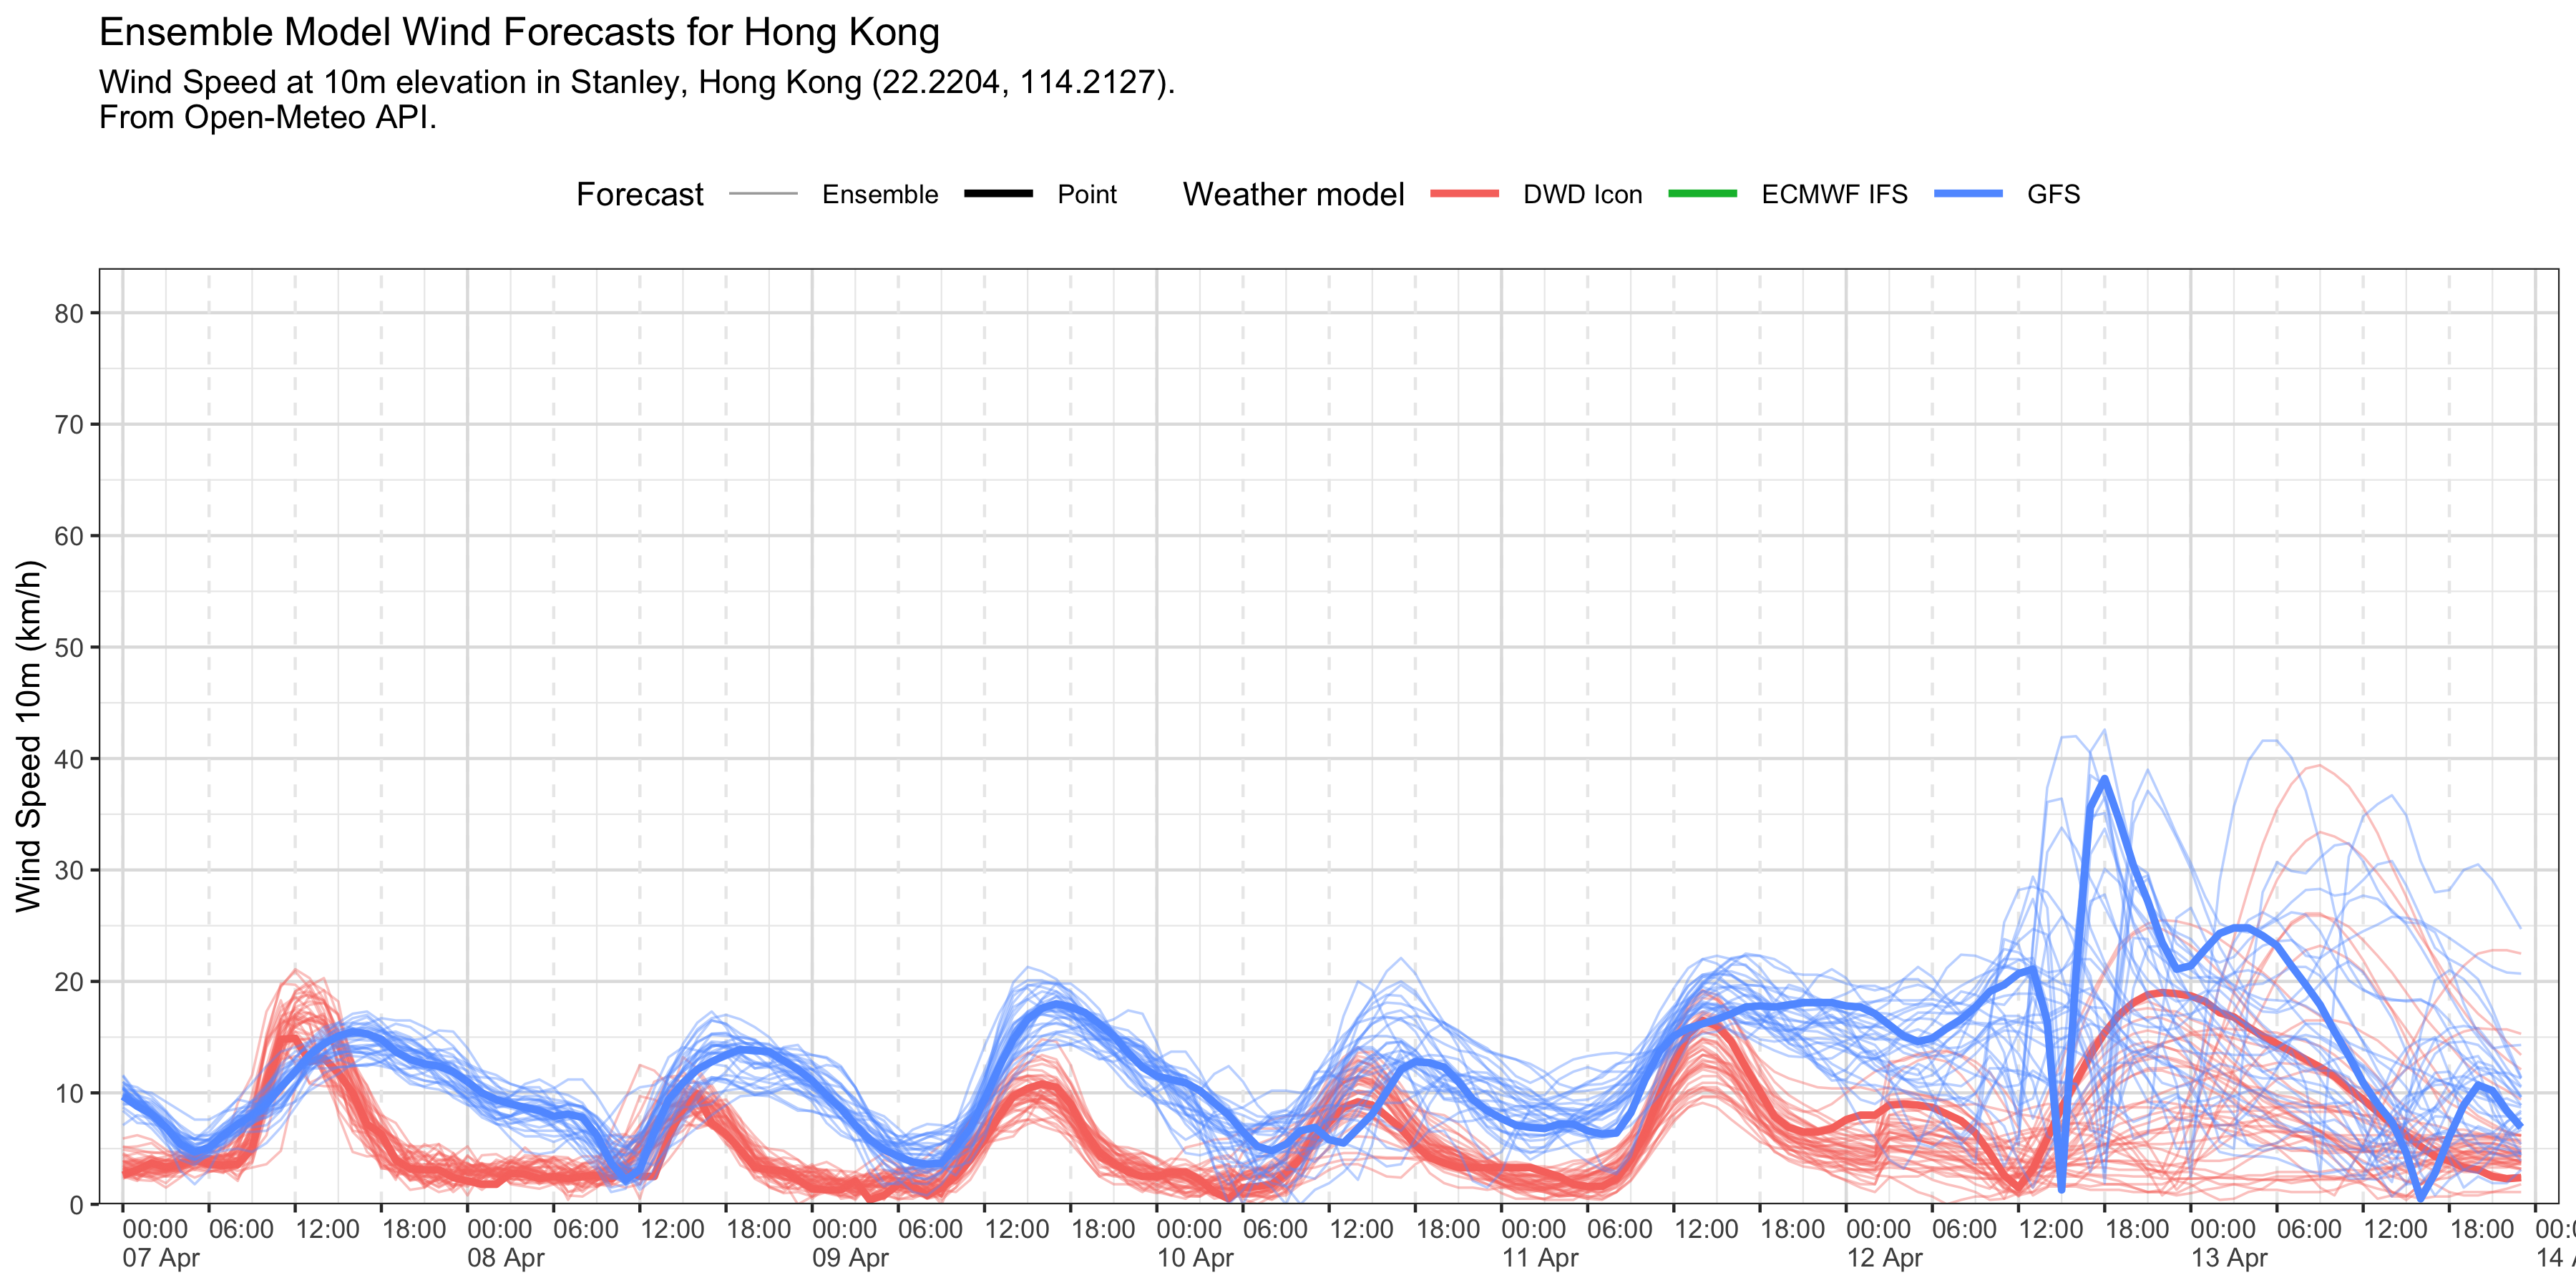 Ensemble Model Wind Forecasts for Hong Kong
Wind Speed at 10m elevation in Stanley, Hong Kong (22.2204, 114.2127).
From Open-Meteo API.
Forecast Ensemble Point Weather model DWD Icon ECMWF IFS GFS
Wind Speed 10m (km/h)
80
70
60
50
40
30
20
10
0
00:00 06:00 12:00 18:00 00:00 06:00 12:00 18:00 00:00 06:00 12:00 18:00 00:00 06:00 12:00 18:00 00:00 06:00 12:00 18:00 00:00 06:00 12:00 18:00 00:00 06:00 12:00 18:00
07 Apr 08 Apr 09 Apr 10 Apr 11 Apr 12 Apr 13 Apr 14